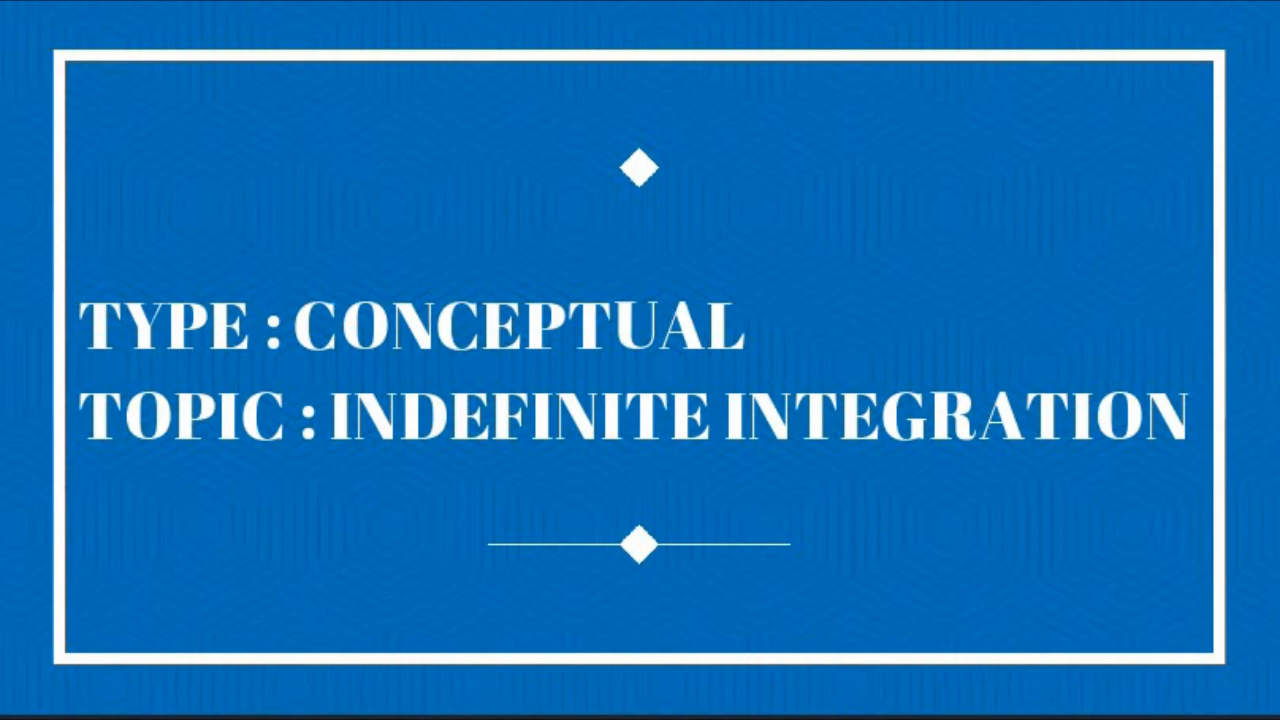 TYPE : CONCEPTUAL
TOPIC : INDEFINITE INTEGRATION